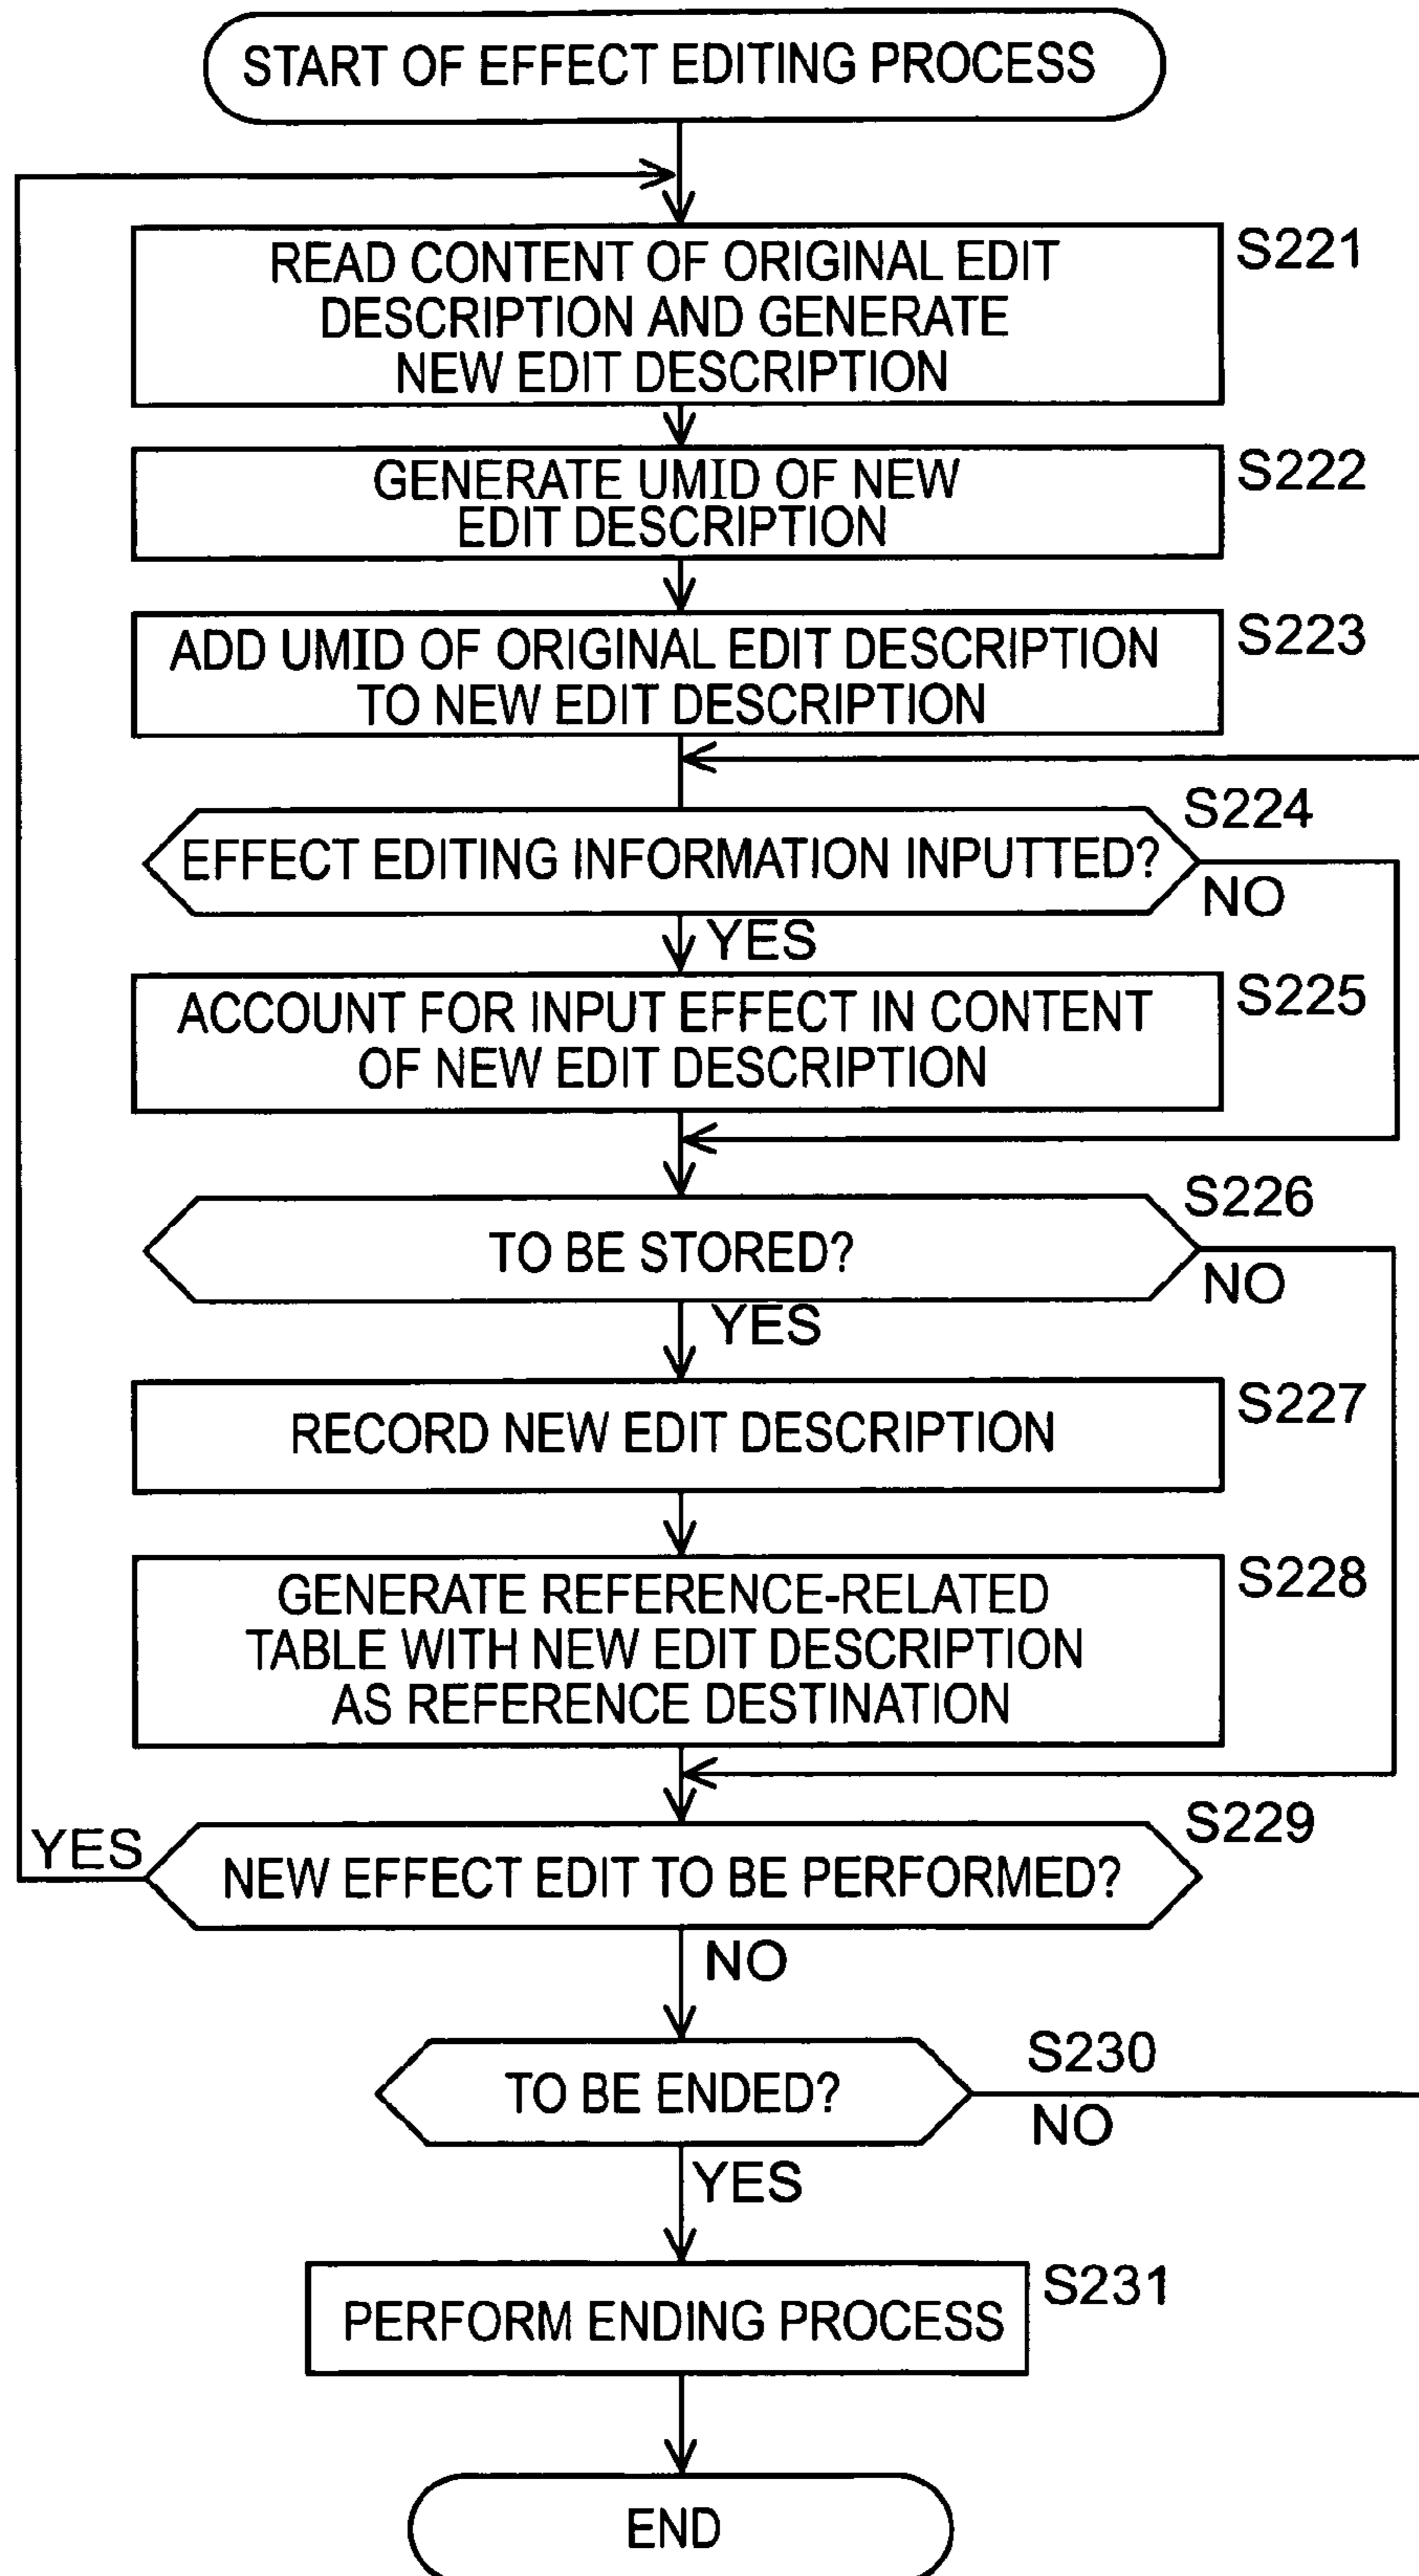 START OF EFFECT EDITING PROCESS
READ CONTENT OF ORIGINAL EDIT
DESCRIPTION AND GENERATE
NEW EDIT DESCRIPTION
S221
GENERATE UMID OF NEW
EDIT DESCRIPTION
S222
ADD UMID OF ORIGINAL EDIT DESCRIPTION
TO NEW EDIT DESCRIPTION
S223
EFFECT EDITING INFORMATION INPUTTED?
S224
NO
YES
ACCOUNT FOR INPUT EFFECT IN CONTENT
OF NEW EDIT DESCRIPTION
S225
TO BE STORED?
S226
NO
YES
RECORD NEW EDIT DESCRIPTION
S227
GENERATE REFERENCE-RELATED
TABLE WITH NEW EDIT DESCRIPTION
AS REFERENCE DESTINATION
S228
YES
NEW EFFECT EDIT TO BE PERFORMED?
S229
NO
TO BE ENDED?
S230
NO
YES
PERFORM ENDING PROCESS
S231
END